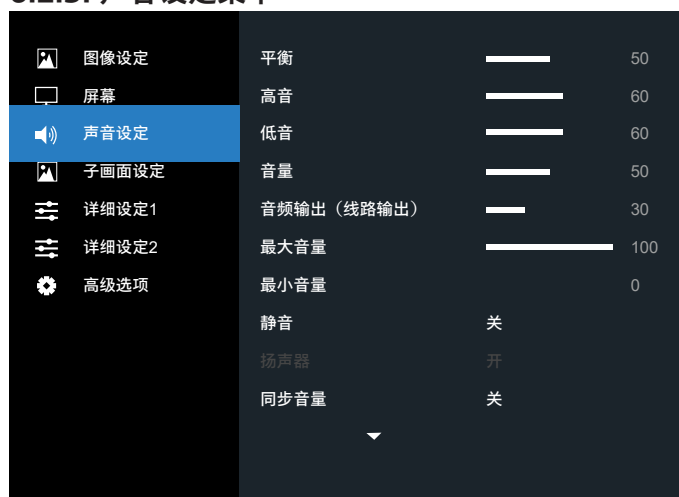 图像设定
屏幕
声音设定
子画面设定
详细设定1
详细设定2
高级选项
平衡 50
高音 60
低音 60
音量 50
音频输出（线路输出） 30
最大音量 100
最小音量 0
静音 关
扬声器 开
同步音量 关